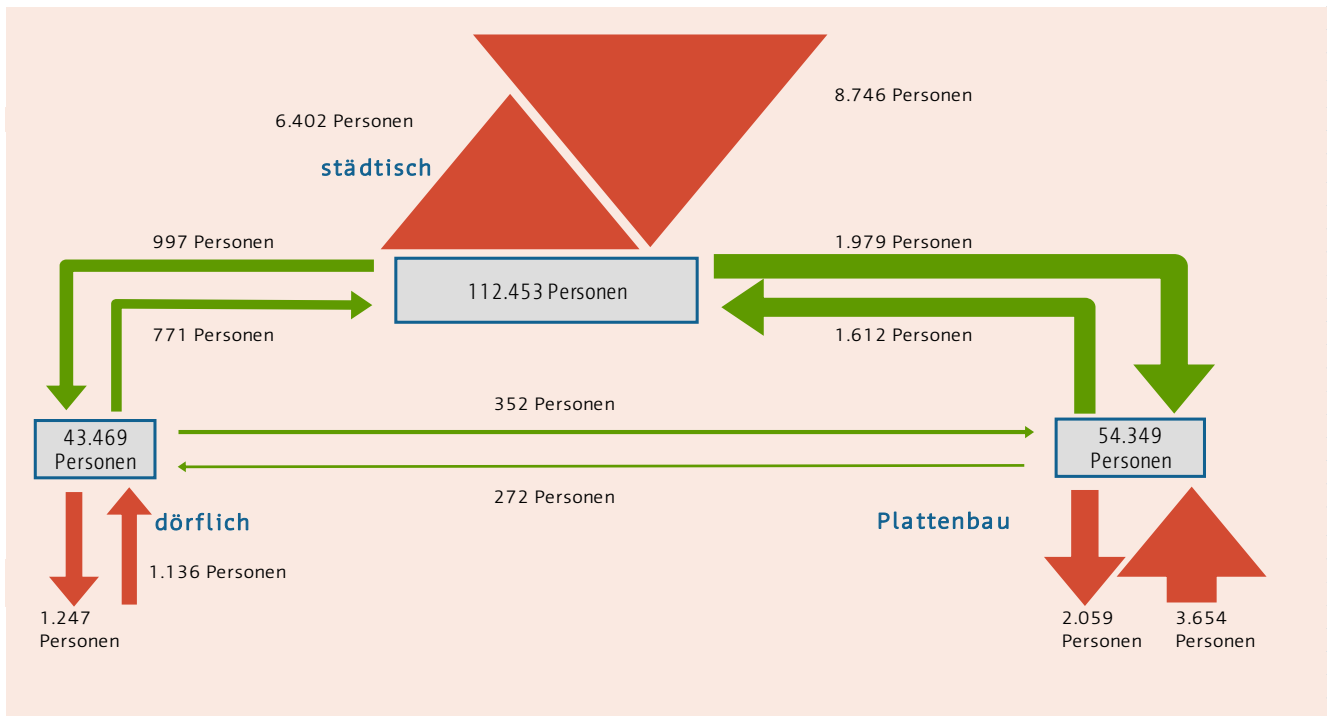 8.746 Personen
6.402 Personen
städtisch
997 Personen
1.979 Personen
112.453 Personen
771 Personen
1.612 Personen
352 Personen
43.469
Personen
54.349
Personen
272 Personen
dörflich
Plattenbau
1.136 Personen
1.247
Personen
2.059
Personen
3.654
Personen